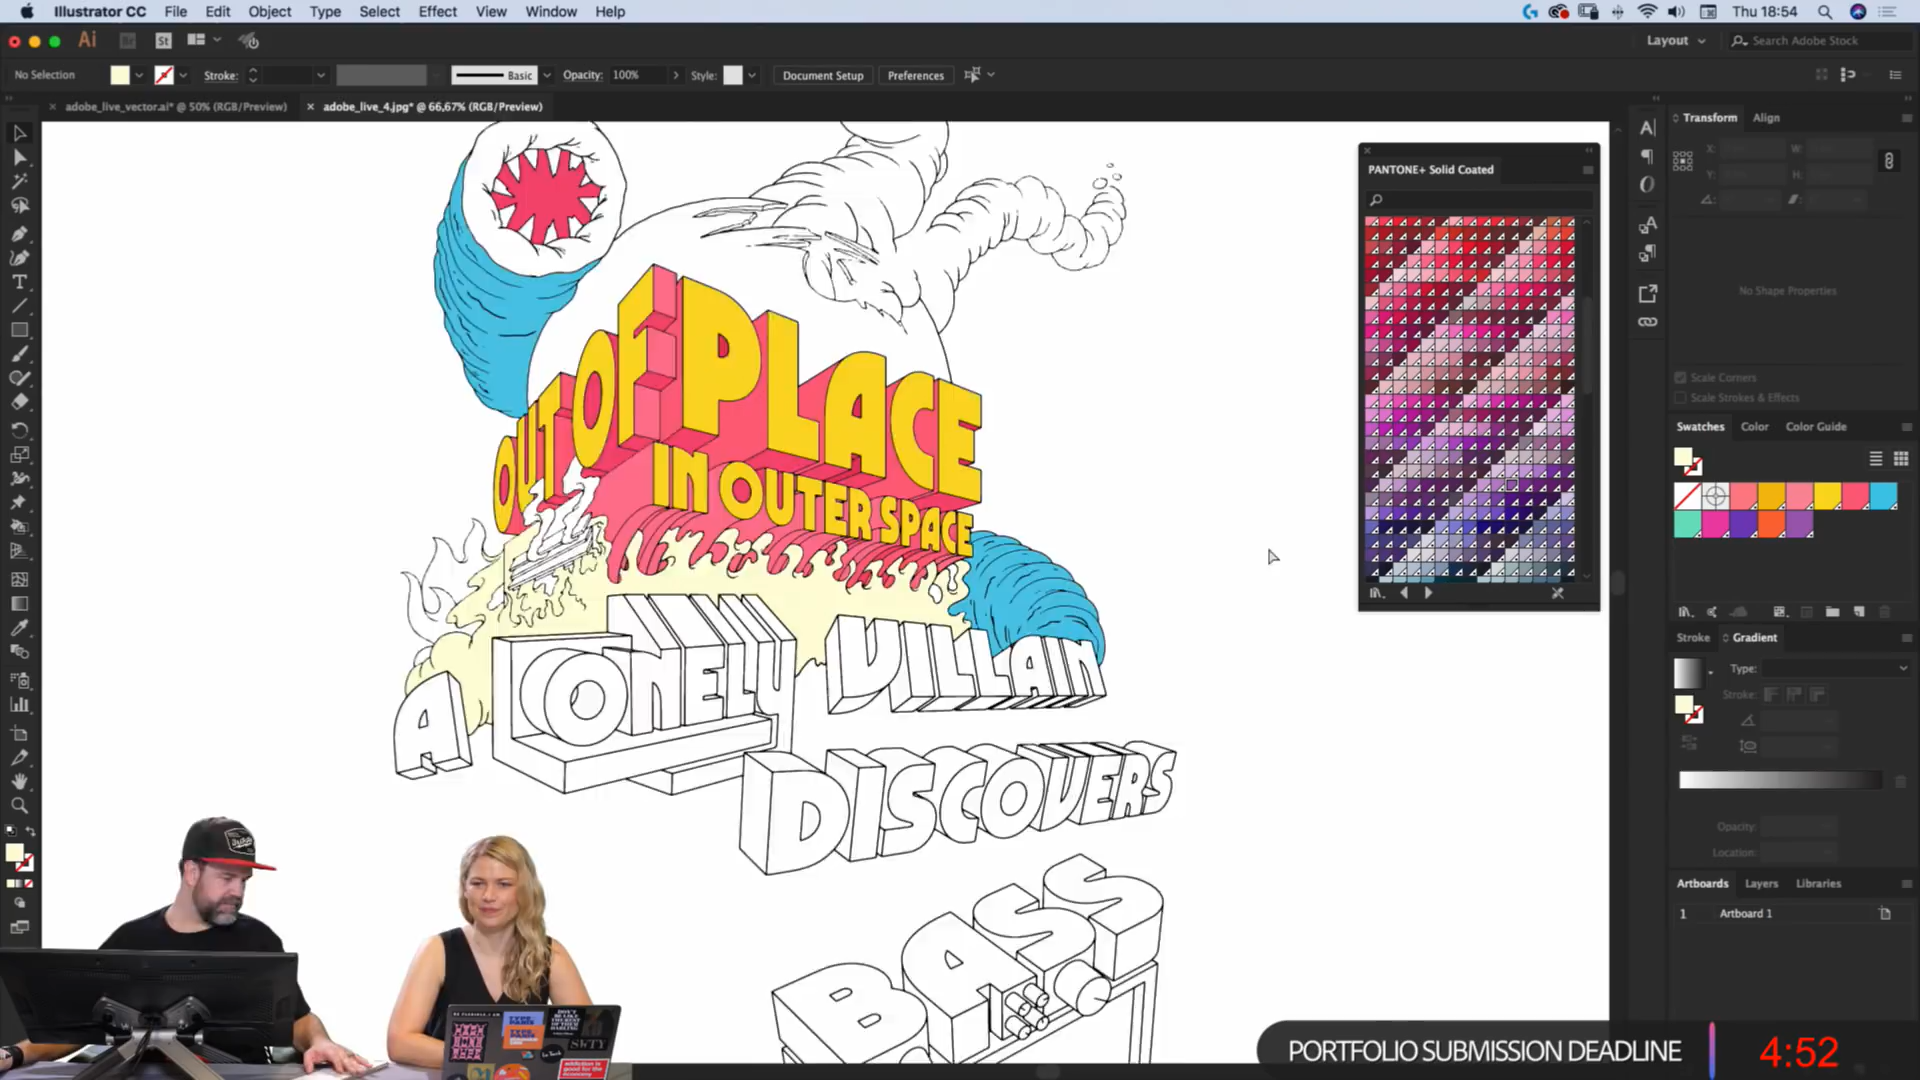 Illustrator CC File Edit Object Type Select Effect View Window Help
Thu 18:54
Ai Br St
Layout
Search Adobe Stock
No Selection
Stroke:
Basic
Opacity: 100%
Style:
Document Setup
Preferences
adobe_live_vector.ai* @ 50% (RGB/Preview)
adobe_live_4.jpg* @ 66,67% (RGB/Preview)
Transform
Align
X:
W:
Y:
H:
PANTONE+ Solid Coated
No Shape Properties
Scale Corners
Scale Strokes & Effects
Swatches
Color
Color Guide
Stroke
Gradient
Type:
Stroke:
Opacity:
Location:
Artboards
Layers
Libraries
1 Artboard 1
OUT OF PLACE
IN OUTER SPACE
A LONELY VILLAIN
DISCOVERS
BASS
PORTFOLIO SUBMISSION DEADLINE
4:52